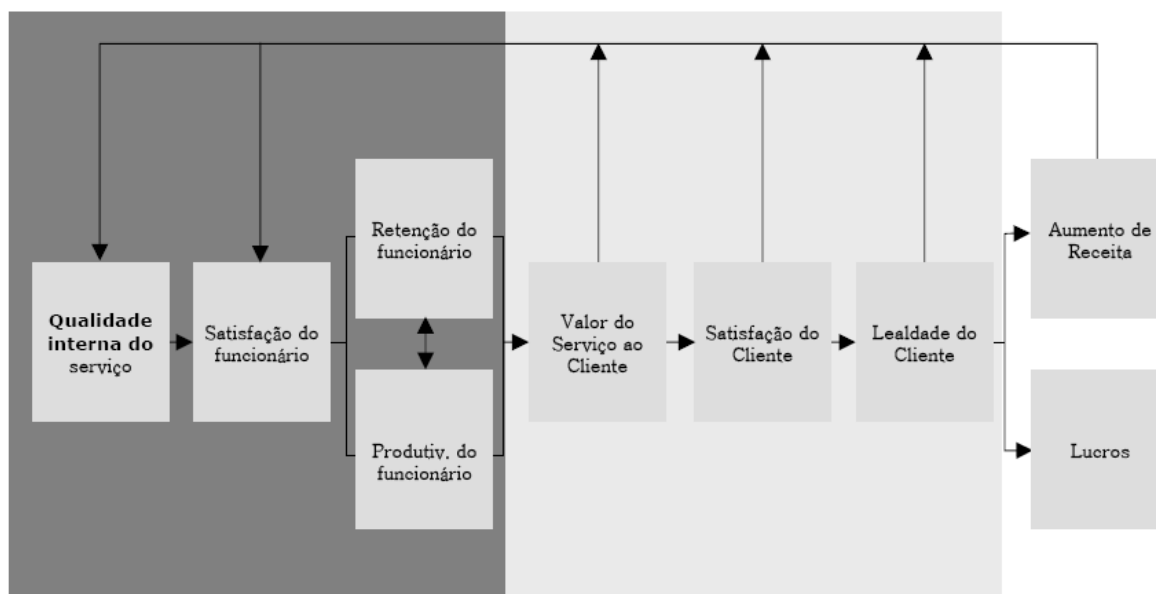 Qualidade
interna do
serviço
Satisfação do
funcionário
Retenção do
funcionário
Produtiv. do
funcionário
Valor do
Serviço ao
Cliente
Satisfação do
Cliente
Lealdade do
Cliente
Aumento de
Receita
Lucros